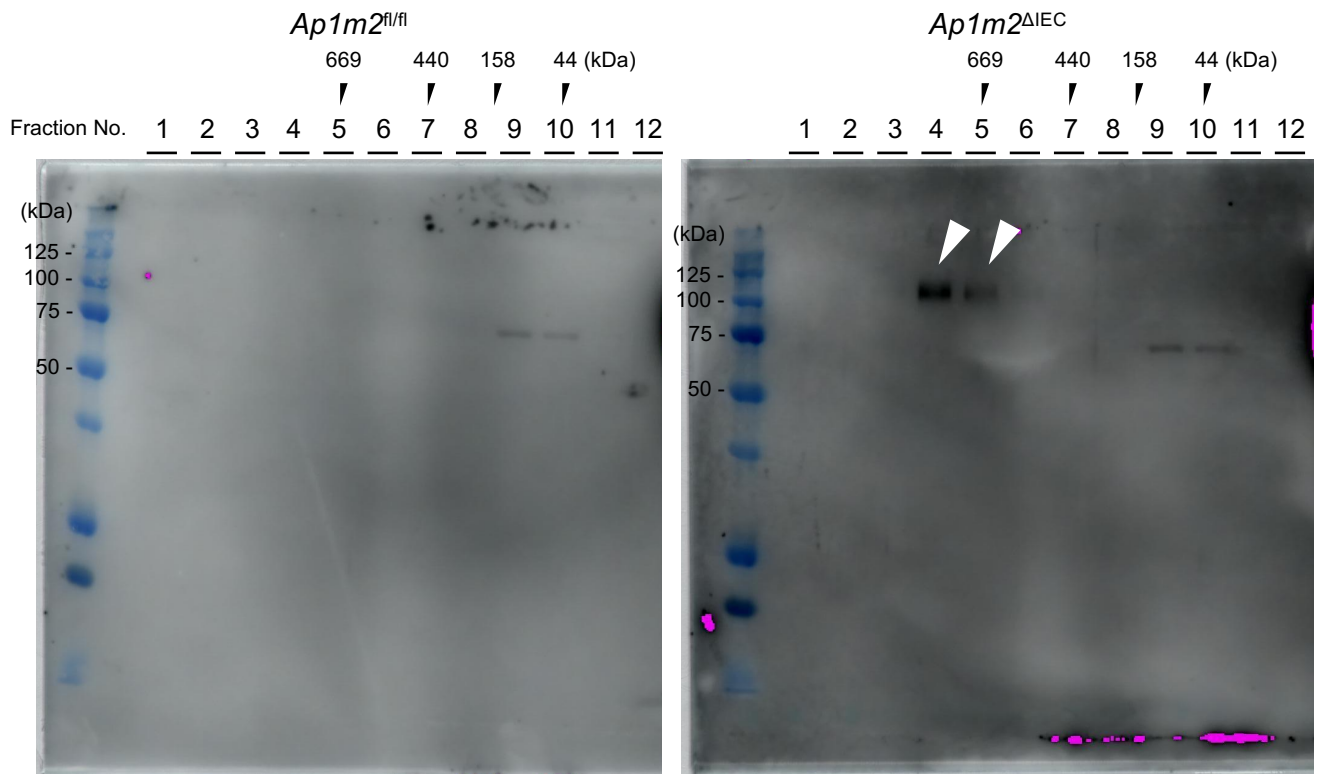 Ap1m2fl/fl
669 440 158 44 (kDa)
Fraction No. 1 2 3 4 5 6 7 8 9 10 11 12
(kDa)
125 -
100 -
75 -
50 -
Ap1m2ΔIEC
669 440 158 44 (kDa)
1 2 3 4 5 6 7 8 9 10 11 12
(kDa)
125 -
100 -
75 -
50 -